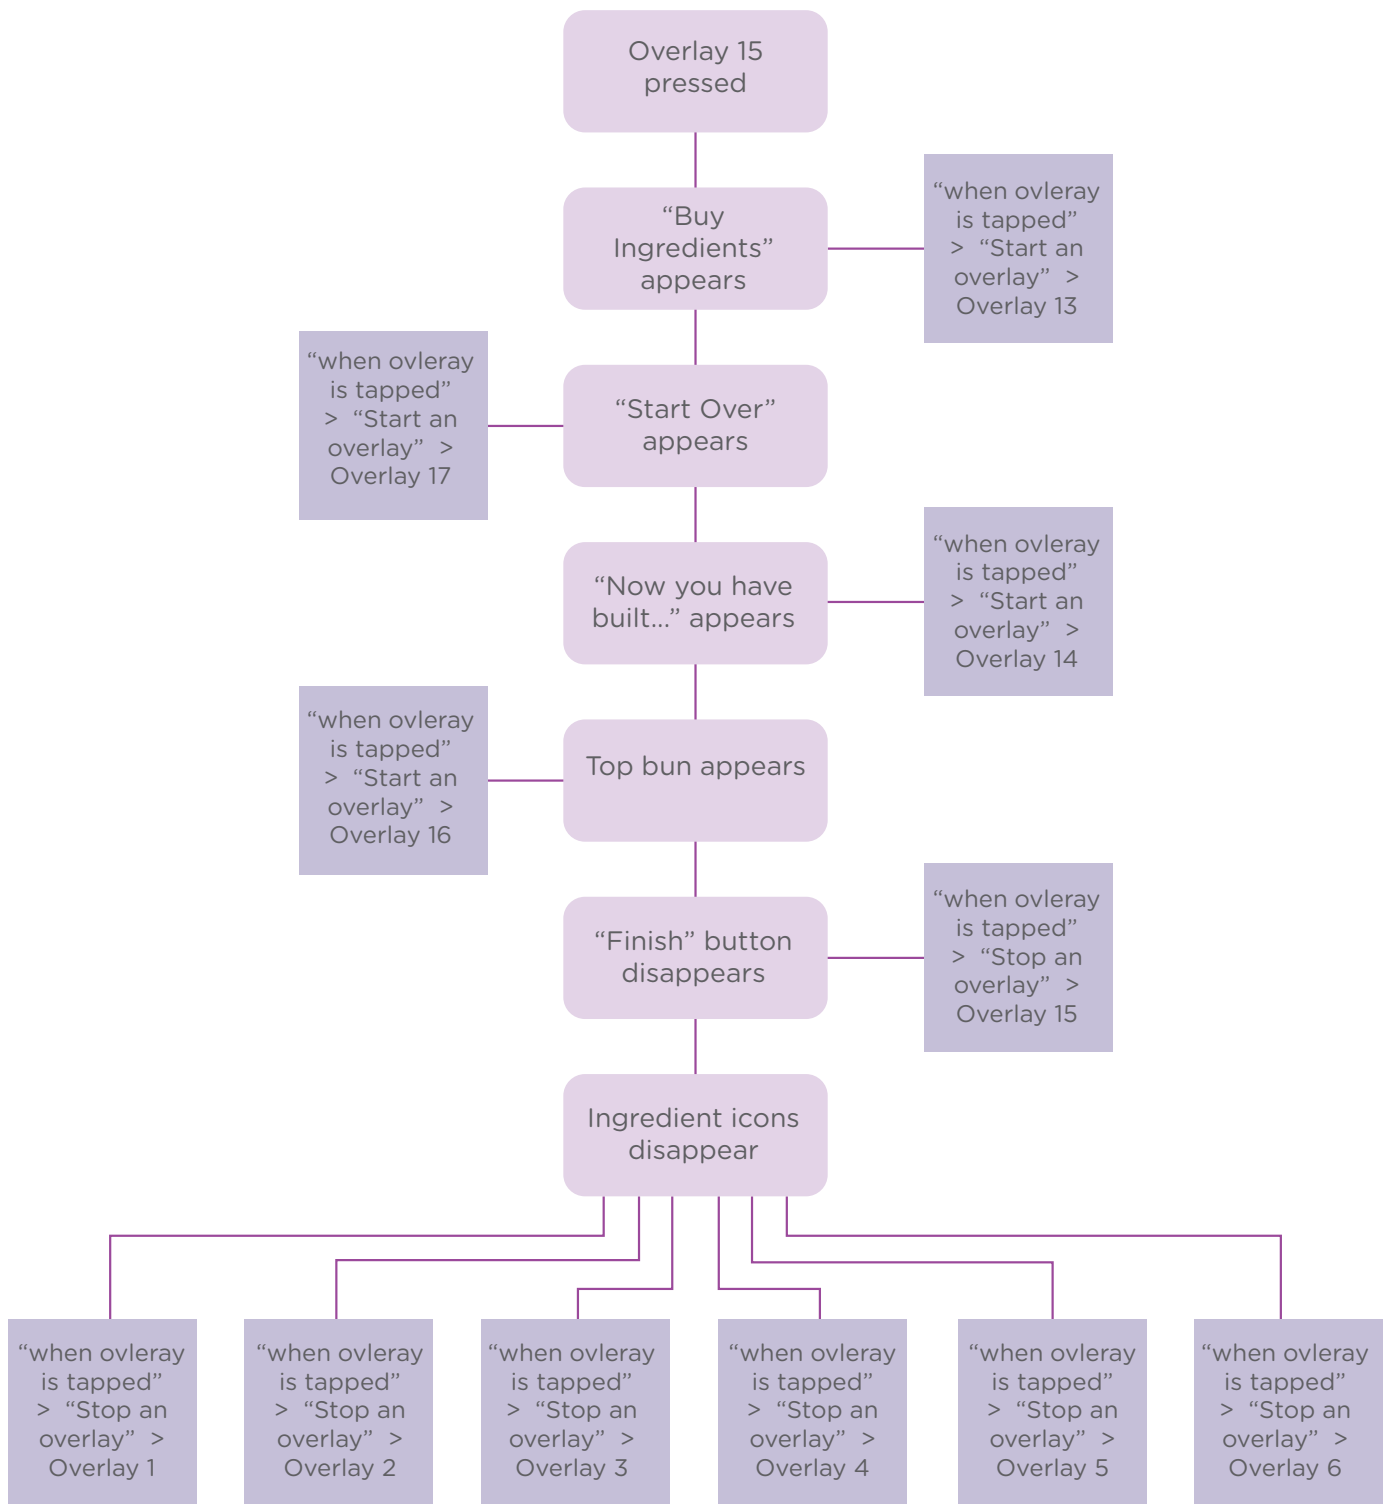 Overlay 15
pressed
“Buy
Ingredients”
appears
“when ovleray
is tapped”
> “Start an
overlay” >
Overlay 13
“Start Over”
appears
“when ovleray
is tapped”
> “Start an
overlay” >
Overlay 17
“Now you have
built...” appears
“when ovleray
is tapped”
> “Start an
overlay” >
Overlay 14
Top bun appears
“when ovleray
is tapped”
> “Start an
overlay” >
Overlay 16
“Finish” button
disappears
“when ovleray
is tapped”
> “Stop an
overlay” >
Overlay 15
Ingredient icons
disappear
“when ovleray
is tapped”
> “Stop an
overlay” >
Overlay 1
“when ovleray
is tapped”
> “Stop an
overlay” >
Overlay 2
“when ovleray
is tapped”
> “Stop an
overlay” >
Overlay 3
“when ovleray
is tapped”
> “Stop an
overlay” >
Overlay 4
“when ovleray
is tapped”
> “Stop an
overlay” >
Overlay 5
“when ovleray
is tapped”
> “Stop an
overlay” >
Overlay 6